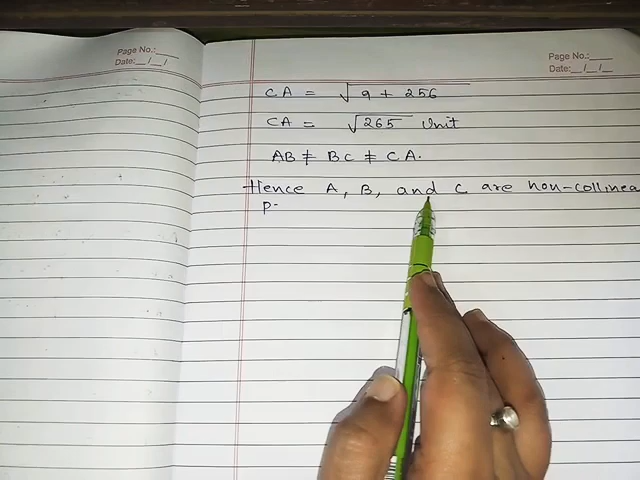 Page No.:
Date: / /
Page No.:
Date: / /
CA = √9 + 256
CA = √265 Unit
AB ≠ BC ≠ CA.
Hence A, B, and C are non-collinea
p.